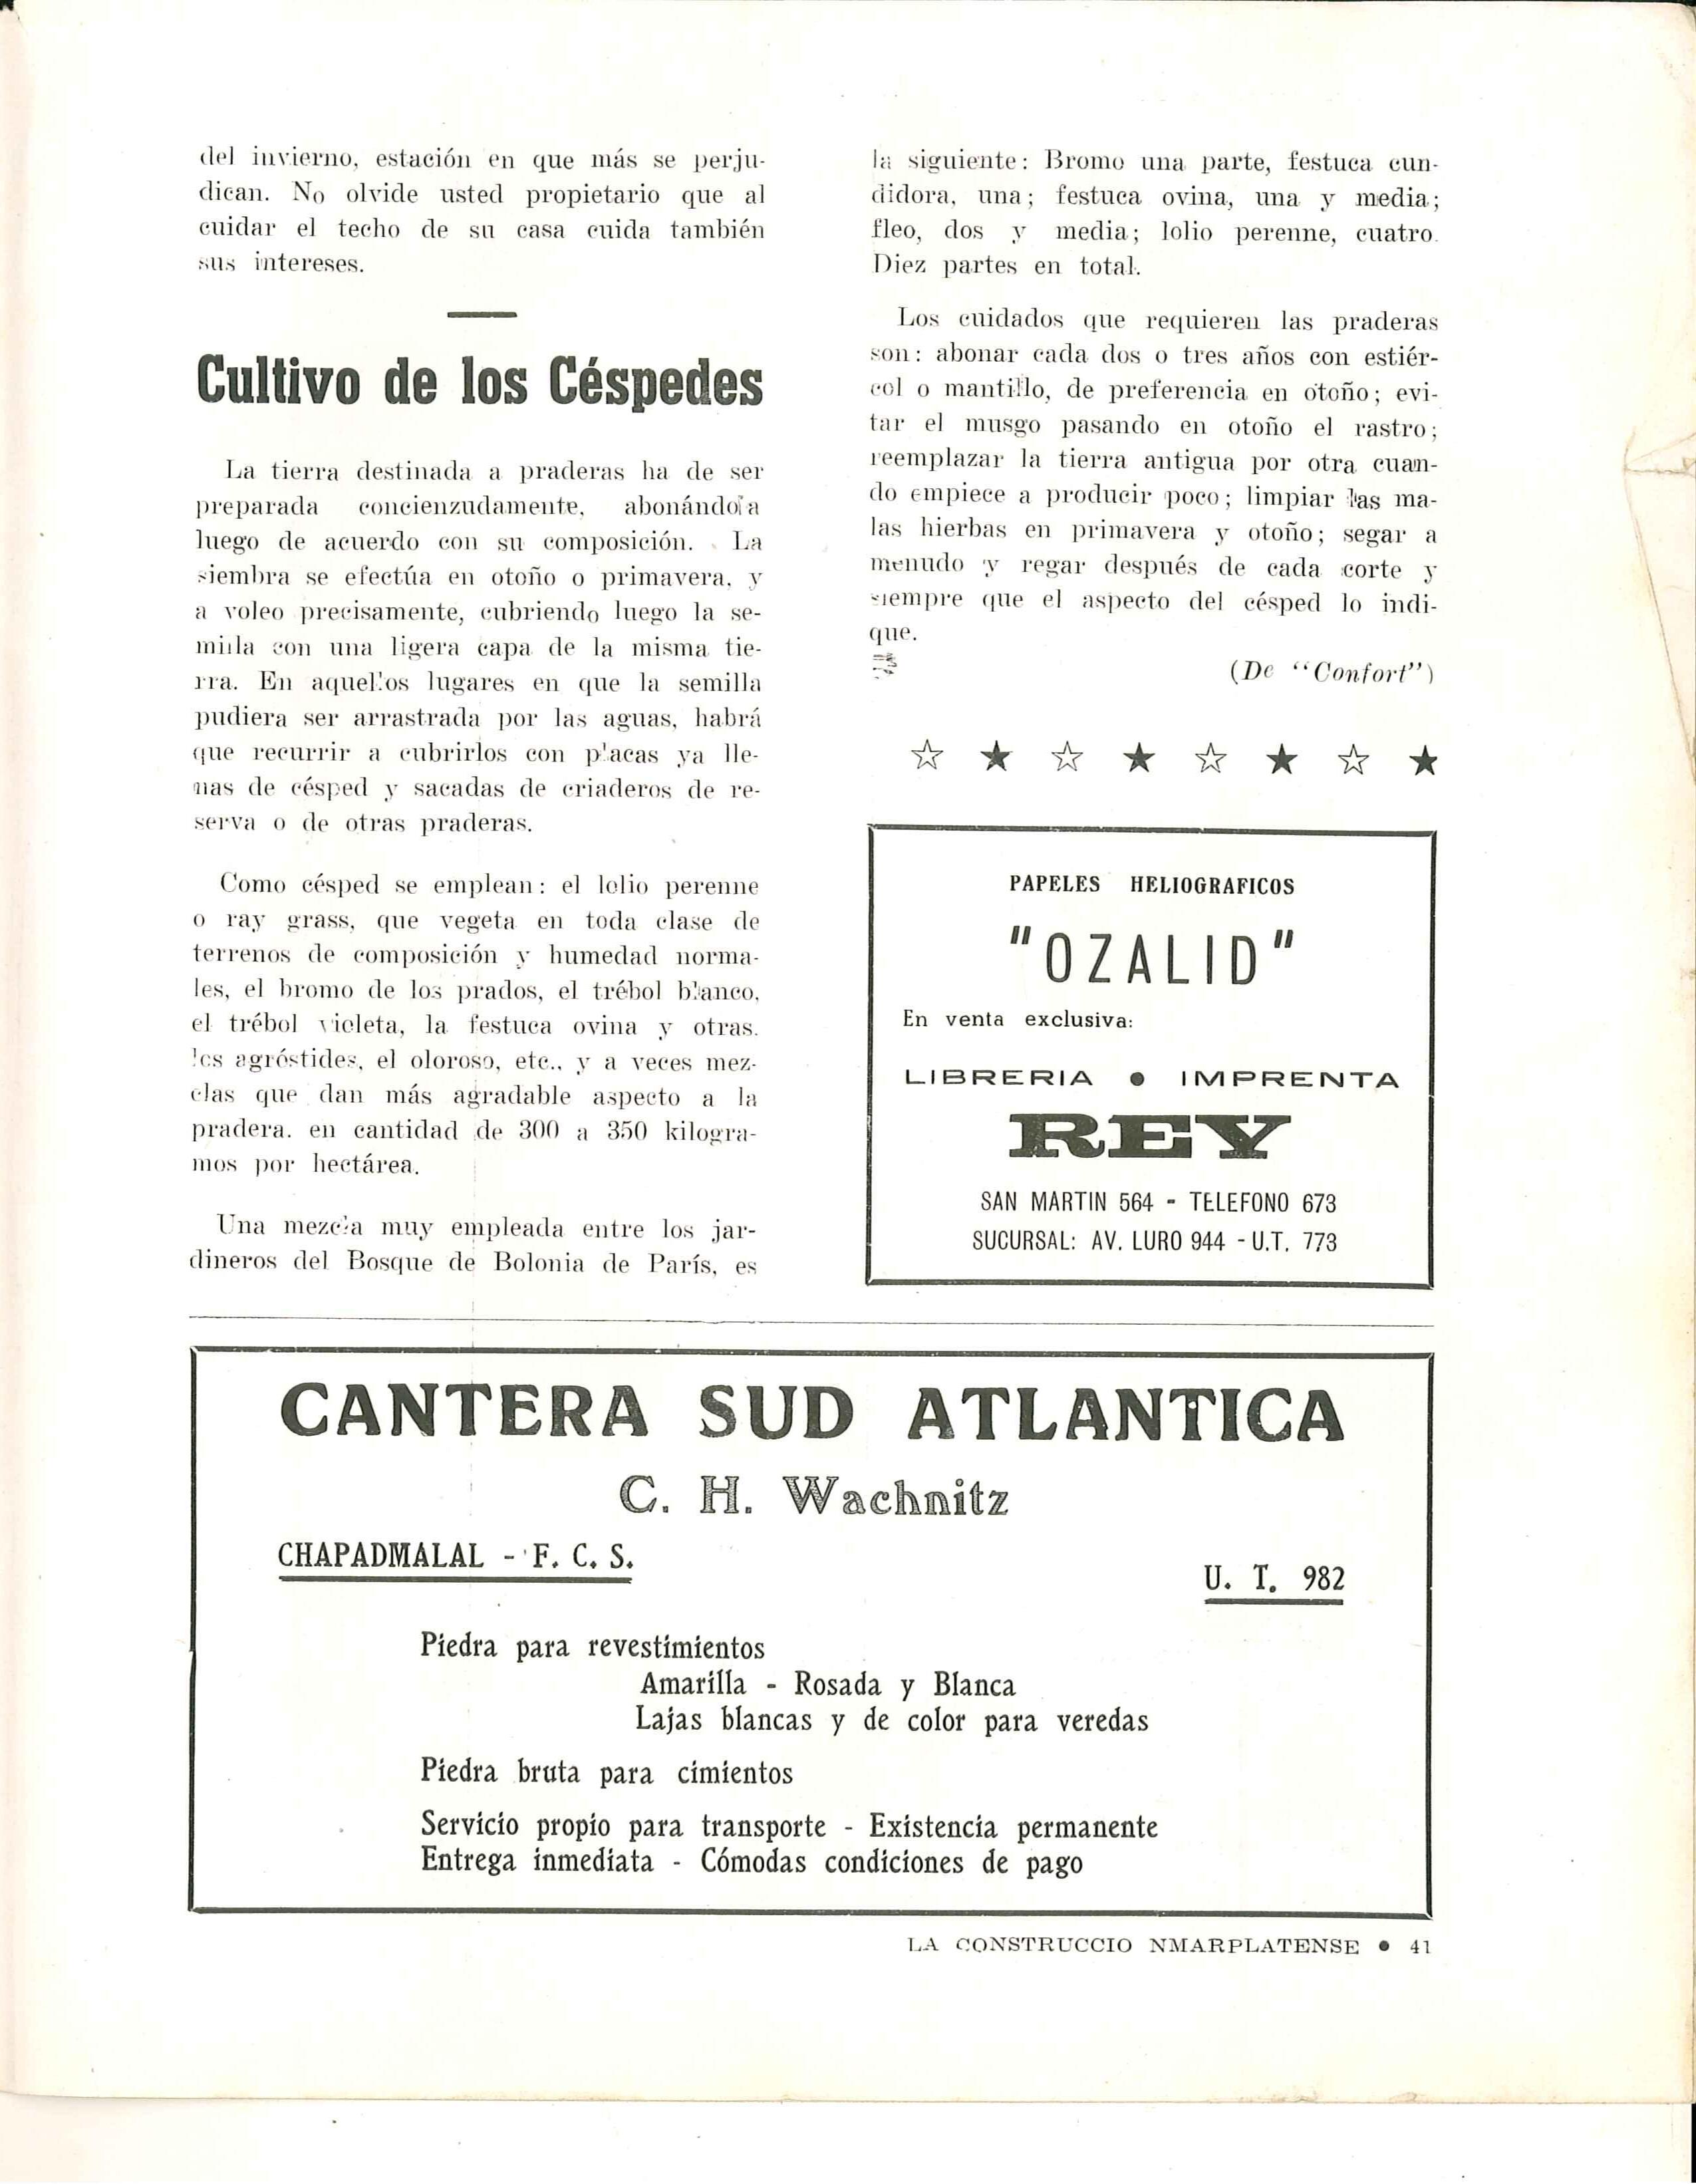 del invierno, estación en que más se perju-
dican. No olvide usted propietario que al
cuidar el techo de su casa cuida también
sus intereses.
Cultivo de los Céspedes
La tierra destinada a praderas ha de ser
preparada concienzudamente, abonándola
luego de acuerdo con su composición. La
siembra se efectúa en otoño o primavera, y
a voleo precisamente, cubriendo luego la se-
milla con una ligera capa de la misma tie-
rra. En aquellos lugares en que la semilla
pudiera ser arrastrada por las aguas, habrá
que recurrir a cubrirlos con placas ya lle-
nas de césped y sacadas de criaderos de re-
serva o de otras praderas.
Como césped se emplean: el lolio perenne
o ray grass, que vegeta en toda clase de
terrenos de composición y humedad norma-
les, el bromo de los prados, el trébol blanco,
el trébol violeta, la festuca ovina y otras.
los agróstides, el oloroso, etc., y a veces mez-
clas que dan más agradable aspecto a la
pradera. en cantidad de 300 a 350 kilogra-
mos por hectárea.
Una mezcla muy empleada entre los jar-
dineros del Bosque de Bolonia de París, es
la siguiente: Bromo una parte, festuca cun-
didora, una; festuca ovina, una y media;
fleo, dos y media; lolio perenne, cuatro.
Diez partes en total.
Los cuidados que requieren las praderas
son: abonar cada dos o tres años con estiér-
col o mantillo, de preferencia en otoño; evi-
tar el musgo pasando en otoño el rastro;
reemplazar la tierra antigua por otra cuan-
do empiece a producir poco; limpiar las ma-
las hierbas en primavera y otoño; segar a
menudo y regar después de cada corte y
siempre que el aspecto del césped lo indi-
que.
(De "Confort")
PAPELES HELIOGRAFICOS
"OZALID"
En venta exclusiva:
LIBRERIA • IMPRENTA
REY
SAN MARTIN 564 - TELEFONO 673
SUCURSAL: AV. LURO 944 - U.T. 773
CANTERA SUD ATLANTICA
C. H. Wachnitz
CHAPADMALAL - F. C. S.
U. T. 982
Piedra para revestimientos
Amarilla - Rosada y Blanca
Lajas blancas y de color para veredas
Piedra bruta para cimientos
Servicio propio para transporte - Existencia permanente
Entrega inmediata - Cómodas condiciones de pago
LA CONSTRUCCIO NMARPLATENSE • 41